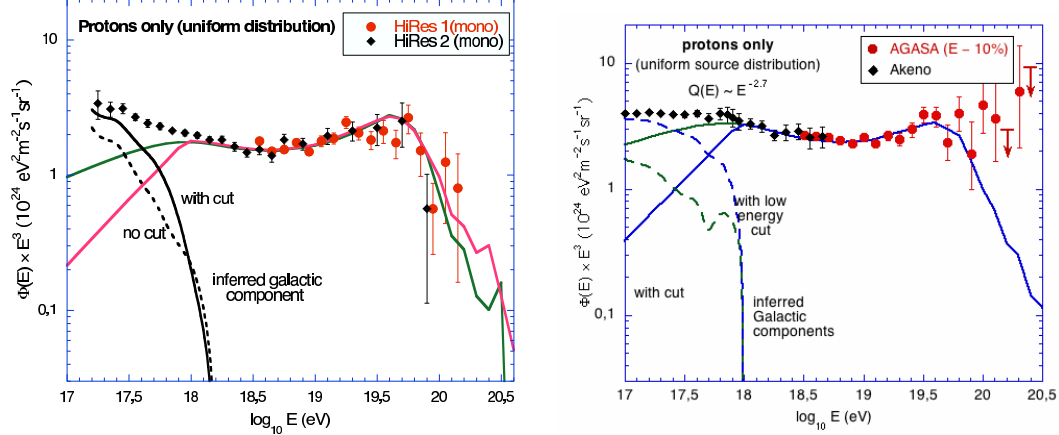 Protons only (uniform distribution)
HiRes 1(mono)
HiRes 2 (mono)
10
1
0,1
Φ(E) × E³ (10²⁴ eV²m⁻²s⁻¹sr⁻¹)
with cut
no cut
inferred galactic
component
17
17,5
18
18,5
19
19,5
20
20,5
log₁₀ E (eV)
protons only
(uniform source distribution)
Q(E) ~ E⁻²·⁷
AGASA (E − 10%)
Akeno
10
1
0,1
Φ(E) × E³ (10²⁴ eV²m⁻²s⁻¹sr⁻¹)
with low
energy
cut
with cut
inferred
Galactic
components
17
17,5
18
18,5
19
19,5
20
20,5
log₁₀ E (eV)